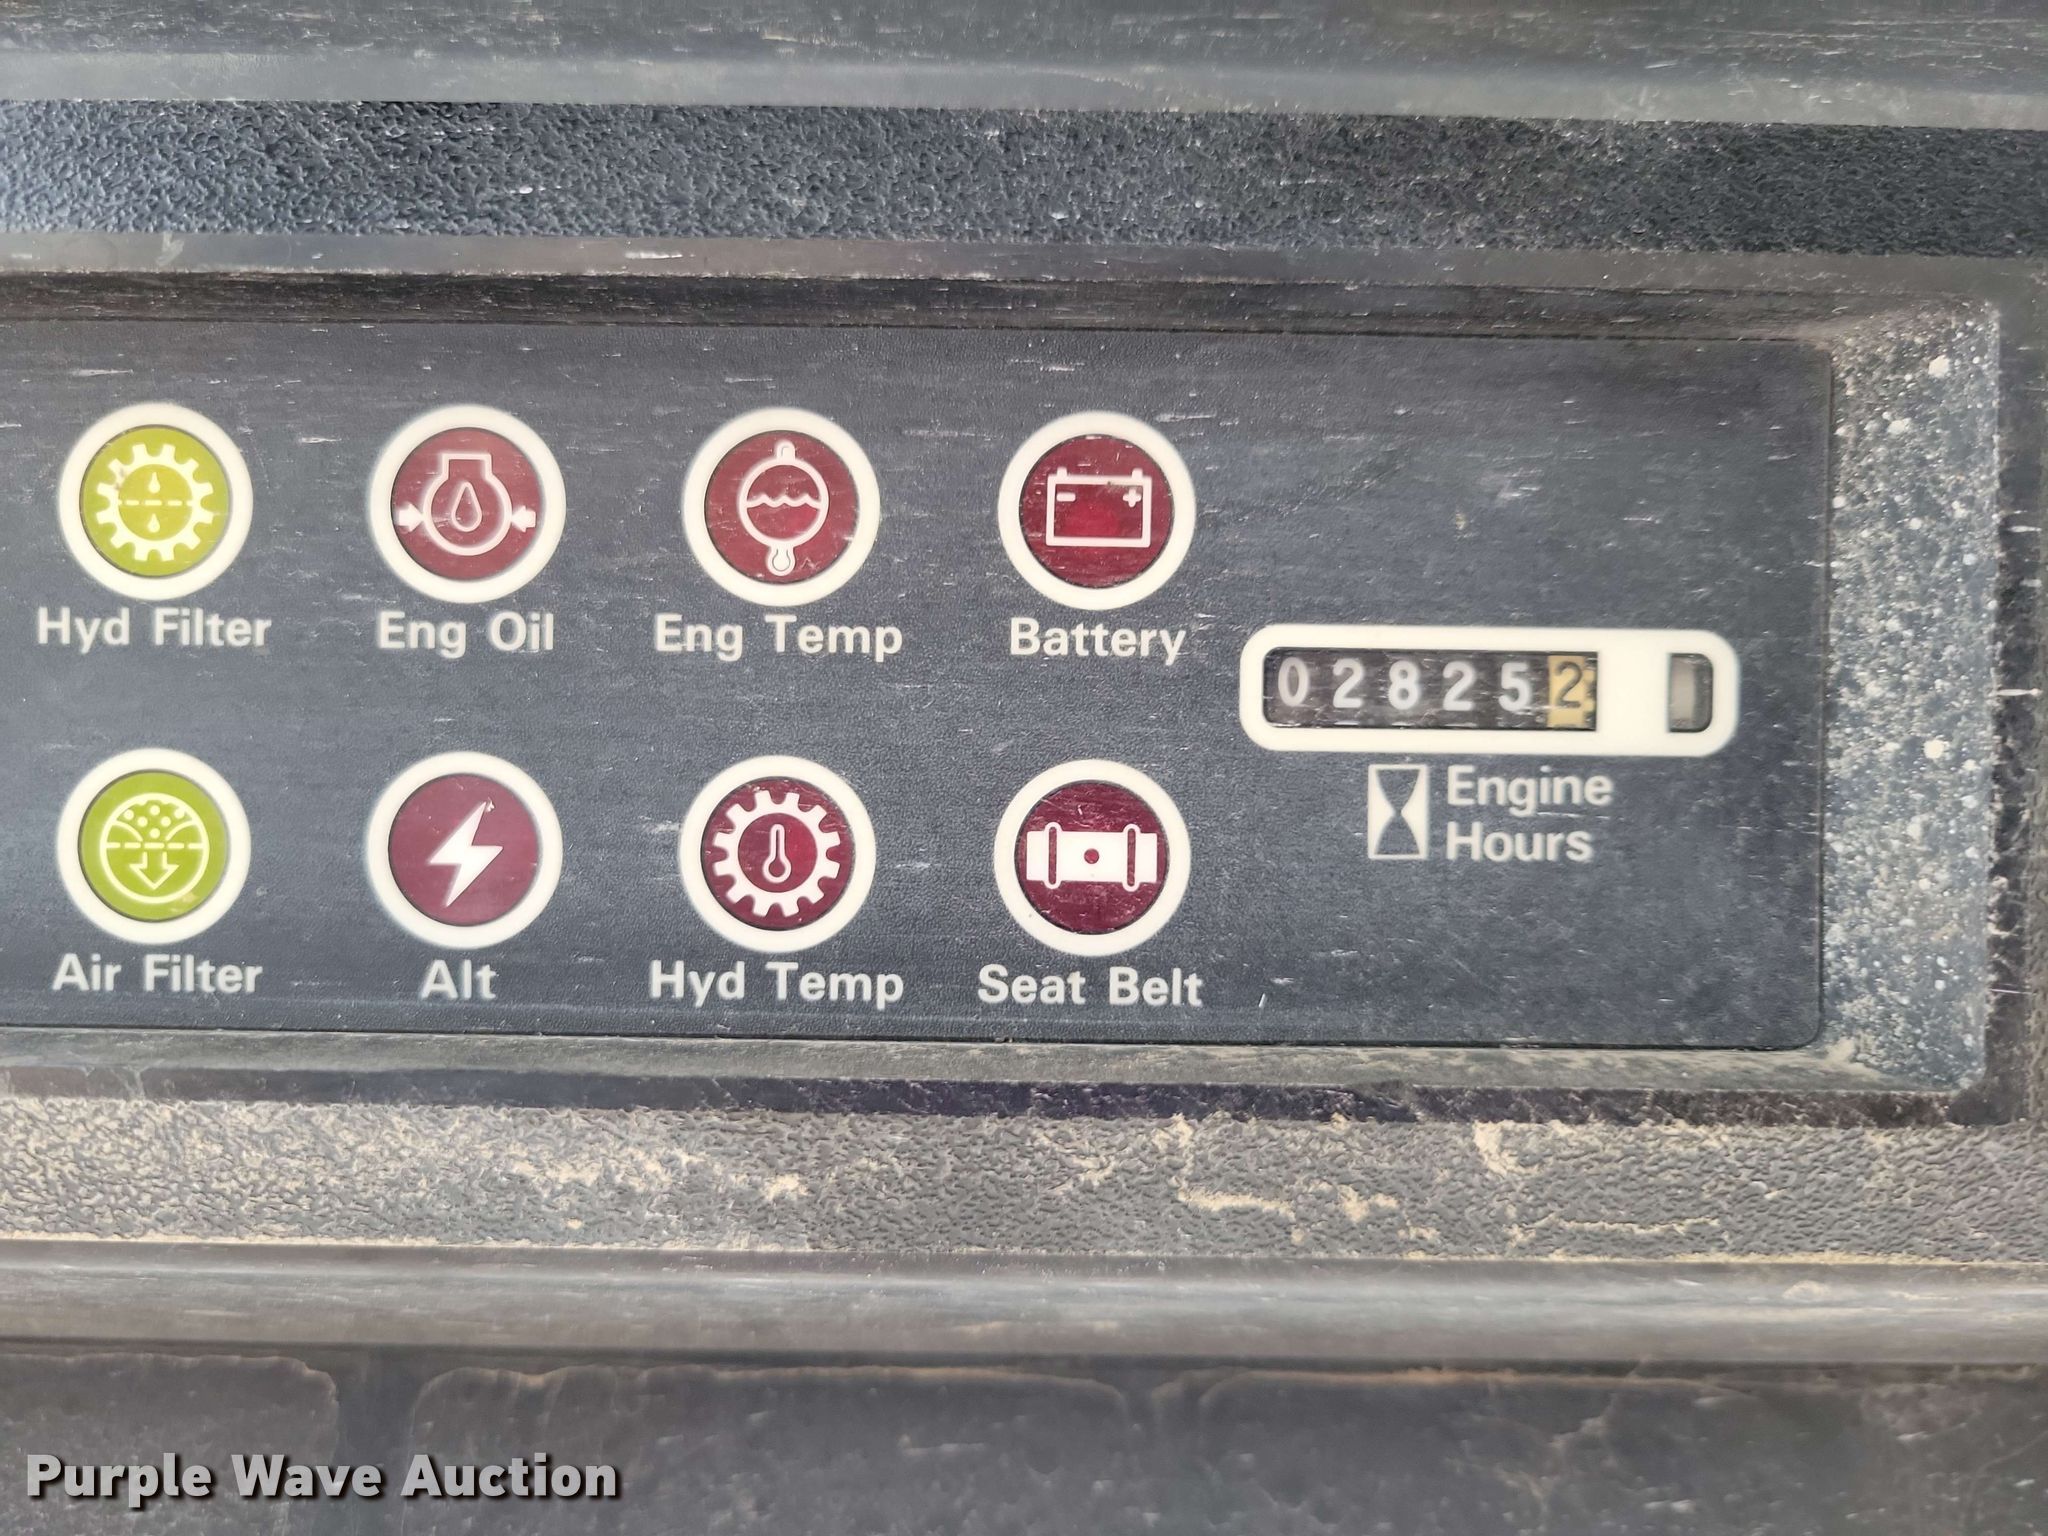 Hyd Filter Eng Oil Eng Temp Battery
028252
Engine
Hours
Air Filter Alt Hyd Temp Seat Belt
Purple Wave Auction